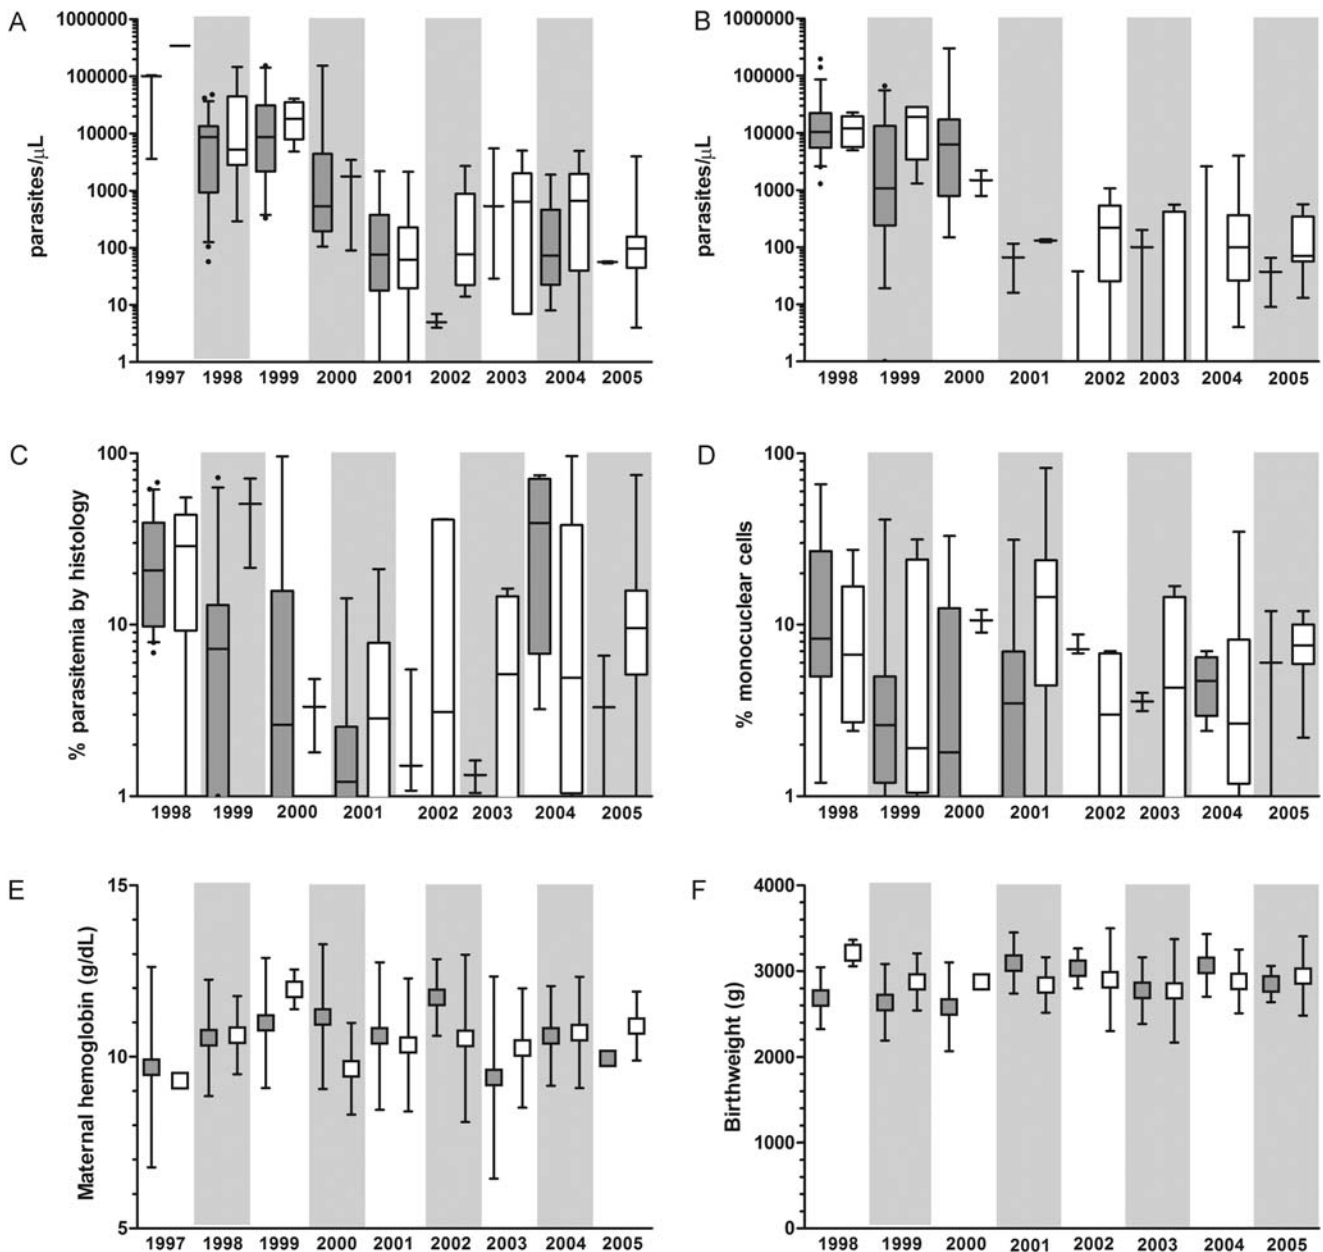 A
parasites/μL
1000000
100000
10000
1000
100
10
1
1997 1998 1999 2000 2001 2002 2003 2004 2005
B
parasites/μL
1000000
100000
10000
1000
100
10
1
1998 1999 2000 2001 2002 2003 2004 2005
C
% parasitemia by histology
100
10
1
1998 1999 2000 2001 2002 2003 2004 2005
D
% monocuclear cells
100
10
1
1998 1999 2000 2001 2002 2003 2004 2005
E
Maternal hemoglobin (g/dL)
15
10
5
1997 1998 1999 2000 2001 2002 2003 2004 2005
F
Birthweight (g)
4000
3000
2000
1000
0
1998 1999 2000 2001 2002 2003 2004 2005